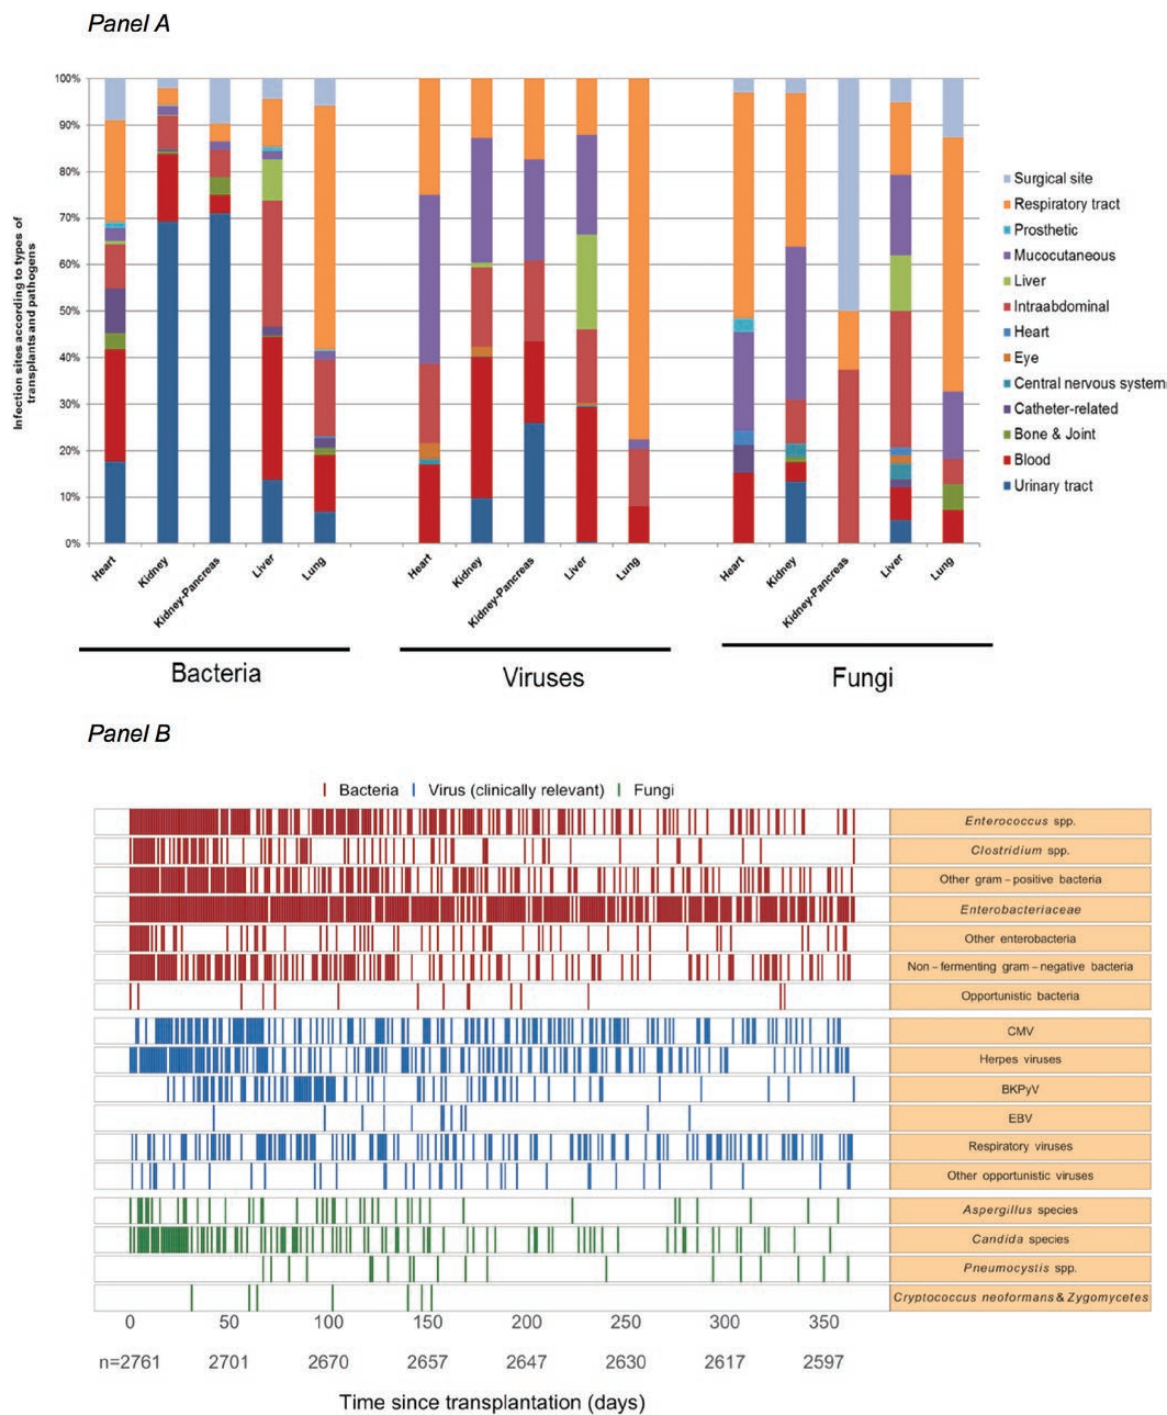 Panel A
Infection sites according to types of
transplants and pathogens
100%
90%
80%
70%
60%
50%
40%
30%
20%
10%
0%
Heart
Kidney
Kidney-Pancreas
Liver
Lung
Heart
Kidney
Kidney-Pancreas
Liver
Lung
Heart
Kidney
Kidney-Pancreas
Liver
Lung
Bacteria
Viruses
Fungi
Surgical site
Respiratory tract
Prosthetic
Mucocutaneous
Liver
Intraabdominal
Heart
Eye
Central nervous system
Catheter-related
Bone & Joint
Blood
Urinary tract
Panel B
Bacteria Virus (clinically relevant) Fungi
Enterococcus spp.
Clostridium spp.
Other gram-positive bacteria
Enterobacteriaceae
Other enterobacteria
Non-fermenting gram-negative bacteria
Opportunistic bacteria
CMV
Herpes viruses
BKPyV
EBV
Respiratory viruses
Other opportunistic viruses
Aspergillus species
Candida species
Pneumocystis spp.
Cryptococcus neoformans & Zygomycetes
0 50 100 150 200 250 300 350
n=2761 2701 2670 2657 2647 2630 2617 2597
Time since transplantation (days)